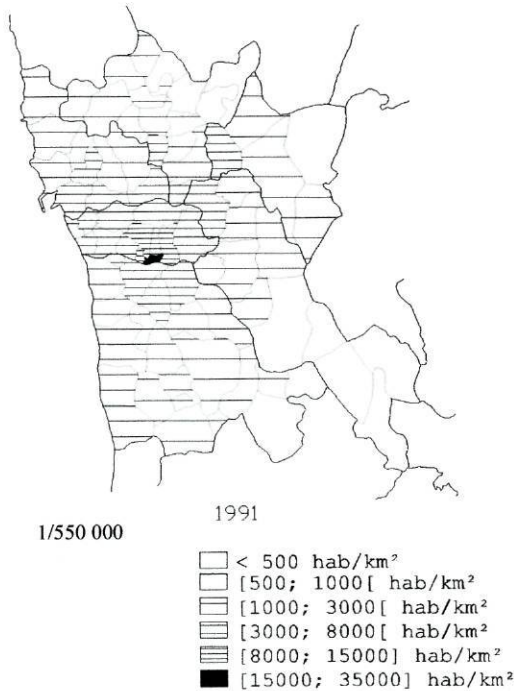 1991
1/550 000
< 500 hab/km²
[500; 1000[ hab/km²
[1000; 3000[ hab/km²
[3000; 8000[ hab/km²
[8000; 15000] hab/km²
[15000; 35000] hab/km²